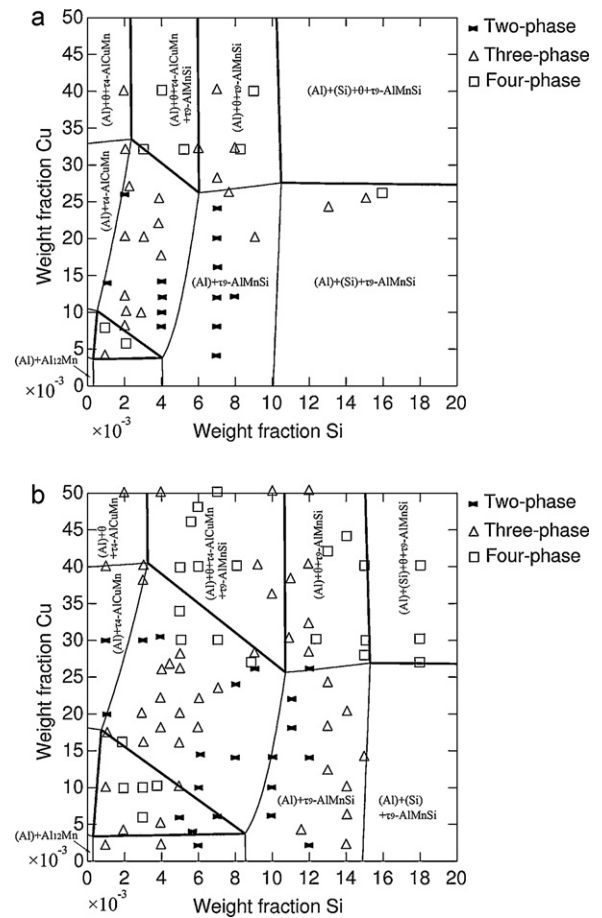 a
Two-phase
Three-phase
Four-phase
50
45
40
35
30
25
20
15
10
5
0
×10⁻³
Weight fraction Cu
(Al)+θ+τ4-AlCuMn
(Al)+θ+τ4-AlCuMn
+τ9-AlMnSi
(Al)+θ+τ9-AlMnSi
(Al)+(Si)+θ+τ9-AlMnSi
(Al)+τ4-AlCuMn
(Al)+τ9-AlMnSi
(Al)+(Si)+τ9-AlMnSi
(Al)+Al12Mn
0 2 4 6 8 10 12 14 16 18 20
×10⁻³
Weight fraction Si
b
Two-phase
Three-phase
Four-phase
50
45
40
35
30
25
20
15
10
5
0
×10⁻³
Weight fraction Cu
(Al)+θ
+τ4-AlCuMn
(Al)+θ+τ4-AlCuMn
+τ9-AlMnSi
(Al)+θ+τ9-AlMnSi
(Al)+(Si)+θ+τ9-AlMnSi
(Al)+τ4-AlCuMn
(Al)+τ9-AlMnSi
(Al)+(Si)
+τ9-AlMnSi
(Al)+Al12Mn
0 2 4 6 8 10 12 14 16 18 20
×10⁻³
Weight fraction Si